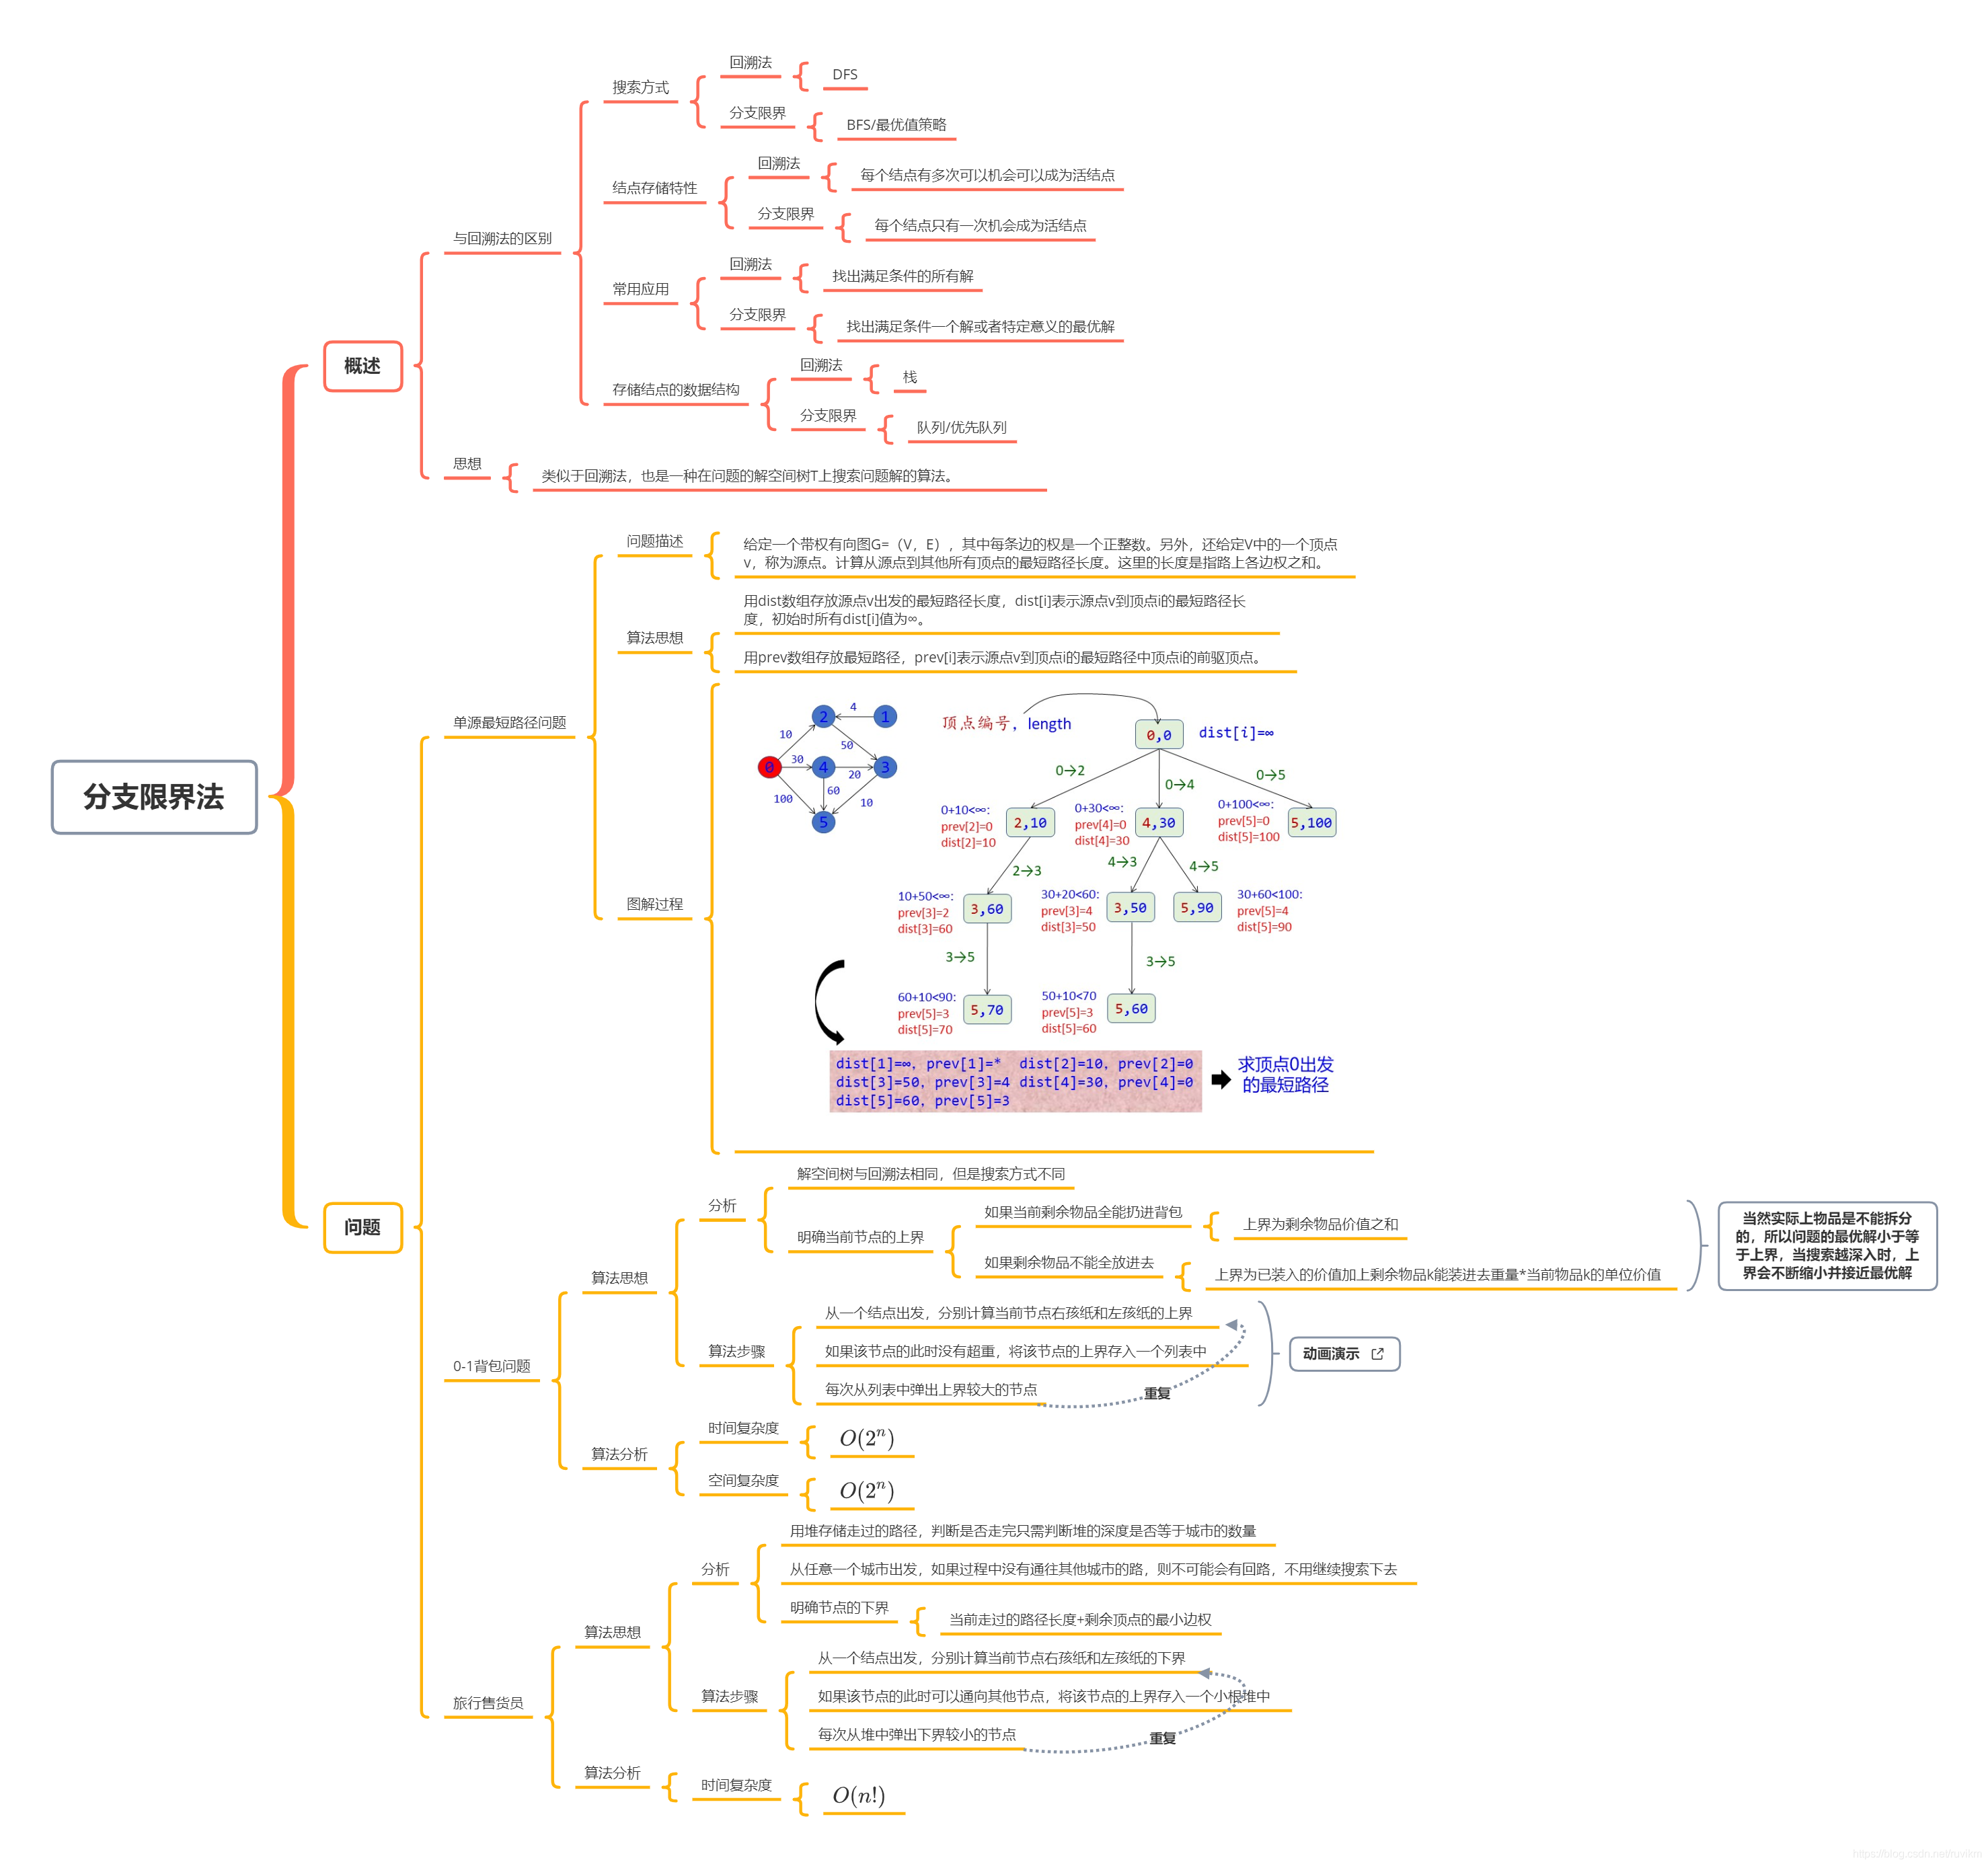 分支限界法
概述
与回溯法的区别
搜索方式
回溯法
DFS
分支限界
BFS/最优值策略
结点存储特性
回溯法
每个结点有多次可以机会可以成为活结点
分支限界
每个结点只有一次机会成为活结点
常用应用
回溯法
找出满足条件的所有解
分支限界
找出满足条件一个解或者特定意义的最优解
存储结点的数据结构
回溯法
栈
分支限界
队列/优先队列
思想
类似于回溯法，也是一种在问题的解空间树T上搜索问题解的算法。
问题
单源最短路径问题
问题描述
给定一个带权有向图G=（V，E），其中每条边的权是一个正整数。另外，还给定V中的一个顶点
v，称为源点。计算从源点到其他所有顶点的最短路径长度。这里的长度是指路上各边权之和。
算法思想
用dist数组存放源点v出发的最短路径长度，dist[i]表示源点v到顶点i的最短路径长
度，初始时所有dist[i]值为∞。
用prev数组存放最短路径，prev[i]表示源点v到顶点i的最短路径中顶点i的前驱顶点。
图解过程
2
4
1
10
50
0
30
4
20
3
100
60
10
5
顶点编号，length
0,0
dist[i]=∞
0→2
0→4
0→5
0+10<∞:
prev[2]=0
dist[2]=10
2,10
0+30<∞:
prev[4]=0
dist[4]=30
4,30
0+100<∞:
prev[5]=0
dist[5]=100
5,100
2→3
4→3
4→5
10+50<∞:
prev[3]=2
dist[3]=60
3,60
30+20<60:
prev[3]=4
dist[3]=50
3,50
5,90
30+60<100:
prev[5]=4
dist[5]=90
3→5
3→5
60+10<90:
prev[5]=3
dist[5]=70
5,70
50+10<70
prev[5]=3
dist[5]=60
5,60
dist[1]=∞, prev[1]=* dist[2]=10, prev[2]=0
dist[3]=50, prev[3]=4 dist[4]=30, prev[4]=0
dist[5]=60, prev[5]=3
求顶点0出发
的最短路径
0-1背包问题
算法思想
分析
解空间树与回溯法相同，但是搜索方式不同
明确当前节点的上界
如果当前剩余物品全能扔进背包
上界为剩余物品价值之和
如果剩余物品不能全放进去
上界为已装入的价值加上剩余物品k能装进去重量*当前物品k的单位价值
当然实际上物品是不能拆分
的，所以问题的最优解小于等
于上界，当搜索越深入时，上
界会不断缩小并接近最优解
算法步骤
从一个结点出发，分别计算当前节点右孩纸和左孩纸的上界
如果该节点的此时没有超重，将该节点的上界存入一个列表中
每次从列表中弹出上界较大的节点
重复
动画演示
算法分析
时间复杂度
O(2ⁿ)
空间复杂度
O(2ⁿ)
旅行售货员
算法思想
分析
用堆存储走过的路径，判断是否走完只需判断堆的深度是否等于城市的数量
从任意一个城市出发，如果过程中没有通往其他城市的路，则不可能会有回路，不用继续搜索下去
明确节点的下界
当前走过的路径长度+剩余顶点的最小边权
算法步骤
从一个结点出发，分别计算当前节点右孩纸和左孩纸的下界
如果该节点的此时可以通向其他节点，将该节点的上界存入一个小根堆中
每次从堆中弹出下界较小的节点
重复
算法分析
时间复杂度
O(n!)